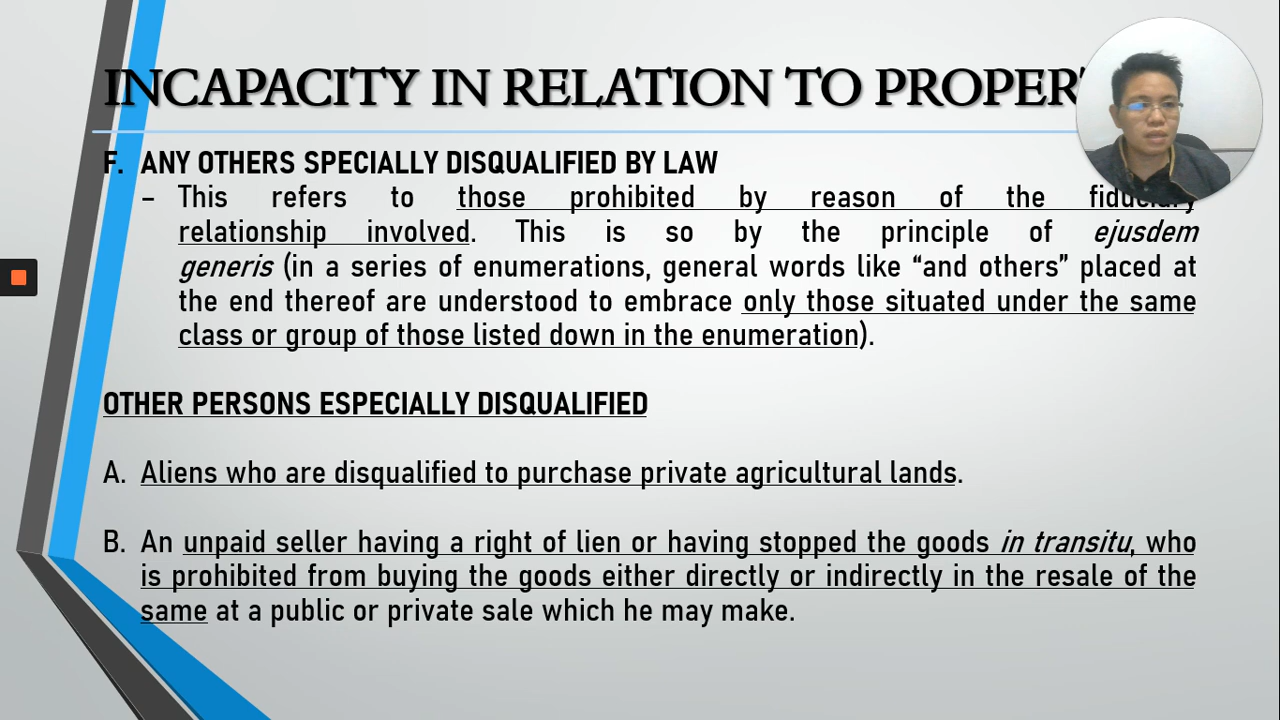 INCAPACITY IN RELATION TO
F. ANY OTHERS SPECIALLY DISQUALIFIED BY LAW
– This refers to those prohibited by reason of the fiduciary
relationship involved. This is so by the principle of ejusdem
generis (in a series of enumerations, general words like “and others” placed at
the end thereof are understood to embrace only those situated under the same
class or group of those listed down in the enumeration).
OTHER PERSONS ESPECIALLY DISQUALIFIED
A. Aliens who are disqualified to purchase private agricultural lands.
B. An unpaid seller having a right of lien or having stopped the goods in transitu, who
is prohibited from buying the goods either directly or indirectly in the resale of the
same at a public or private sale which he may make.